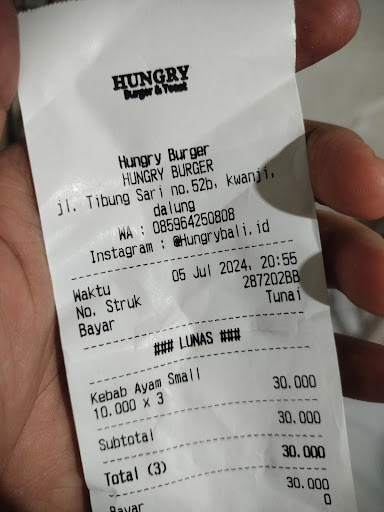 HUNGRY
Burger & Toast
Hungry Burger
HUNGRY BURGER
jl. Tibung Sari no.52b, kwanji,
dalung
WA : 085964250808
Instagram : @Hungrybali.id
Waktu 05 Jul 2024, 20:55
No. Struk 287202BB
Bayar Tunai
### LUNAS ###
Kebab Ayam Small
10.000 x 3 30.000
Subtotal 30.000
Total (3) 30.000
Bayar 30.000
0